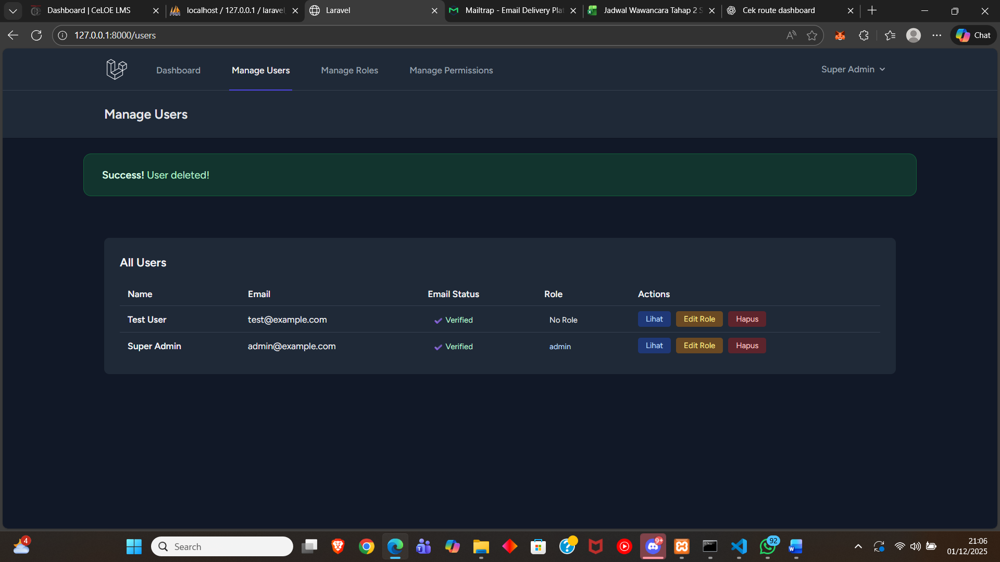 Dashboard | CeLOE LMS
localhost / 127.0.0.1 / laravel
Laravel
Mailtrap - Email Delivery Plat
Jadwal Wawancara Tahap 2 S
Cek route dashboard
127.0.0.1:8000/users
Chat
Dashboard
Manage Users
Manage Roles
Manage Permissions
Super Admin
Manage Users
Success! User deleted!
All Users
Name Email Email Status Role Actions
Test User test@example.com Verified No Role Lihat Edit Role Hapus
Super Admin admin@example.com Verified admin Lihat Edit Role Hapus
4
Search
9+
92
21:06
01/12/2025